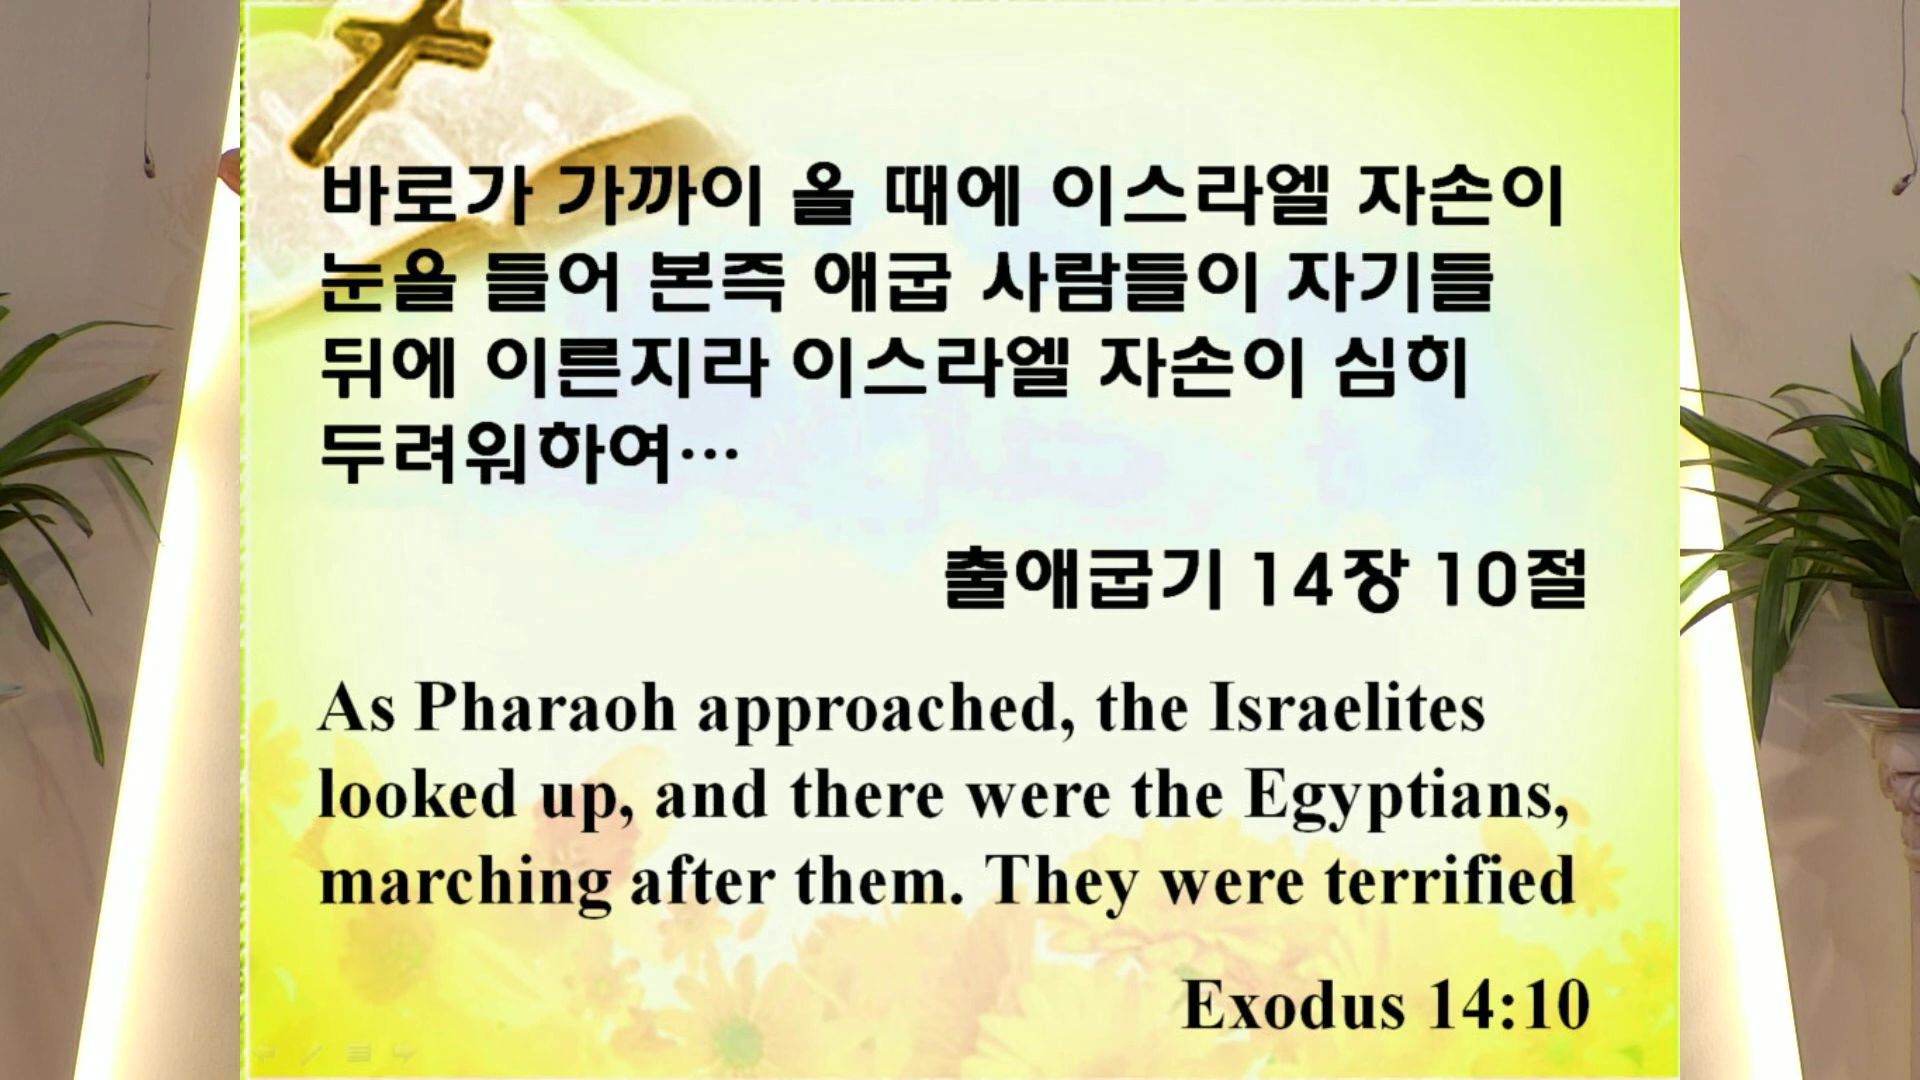 바로가 가까이 올 때에 이스라엘 자손이
눈을 들어 본즉 애굽 사람들이 자기들
뒤에 이른지라 이스라엘 자손이 심히
두려워하여…
출애굽기 14장 10절
As Pharaoh approached, the Israelites
looked up, and there were the Egyptians,
marching after them. They were terrified
Exodus 14:10